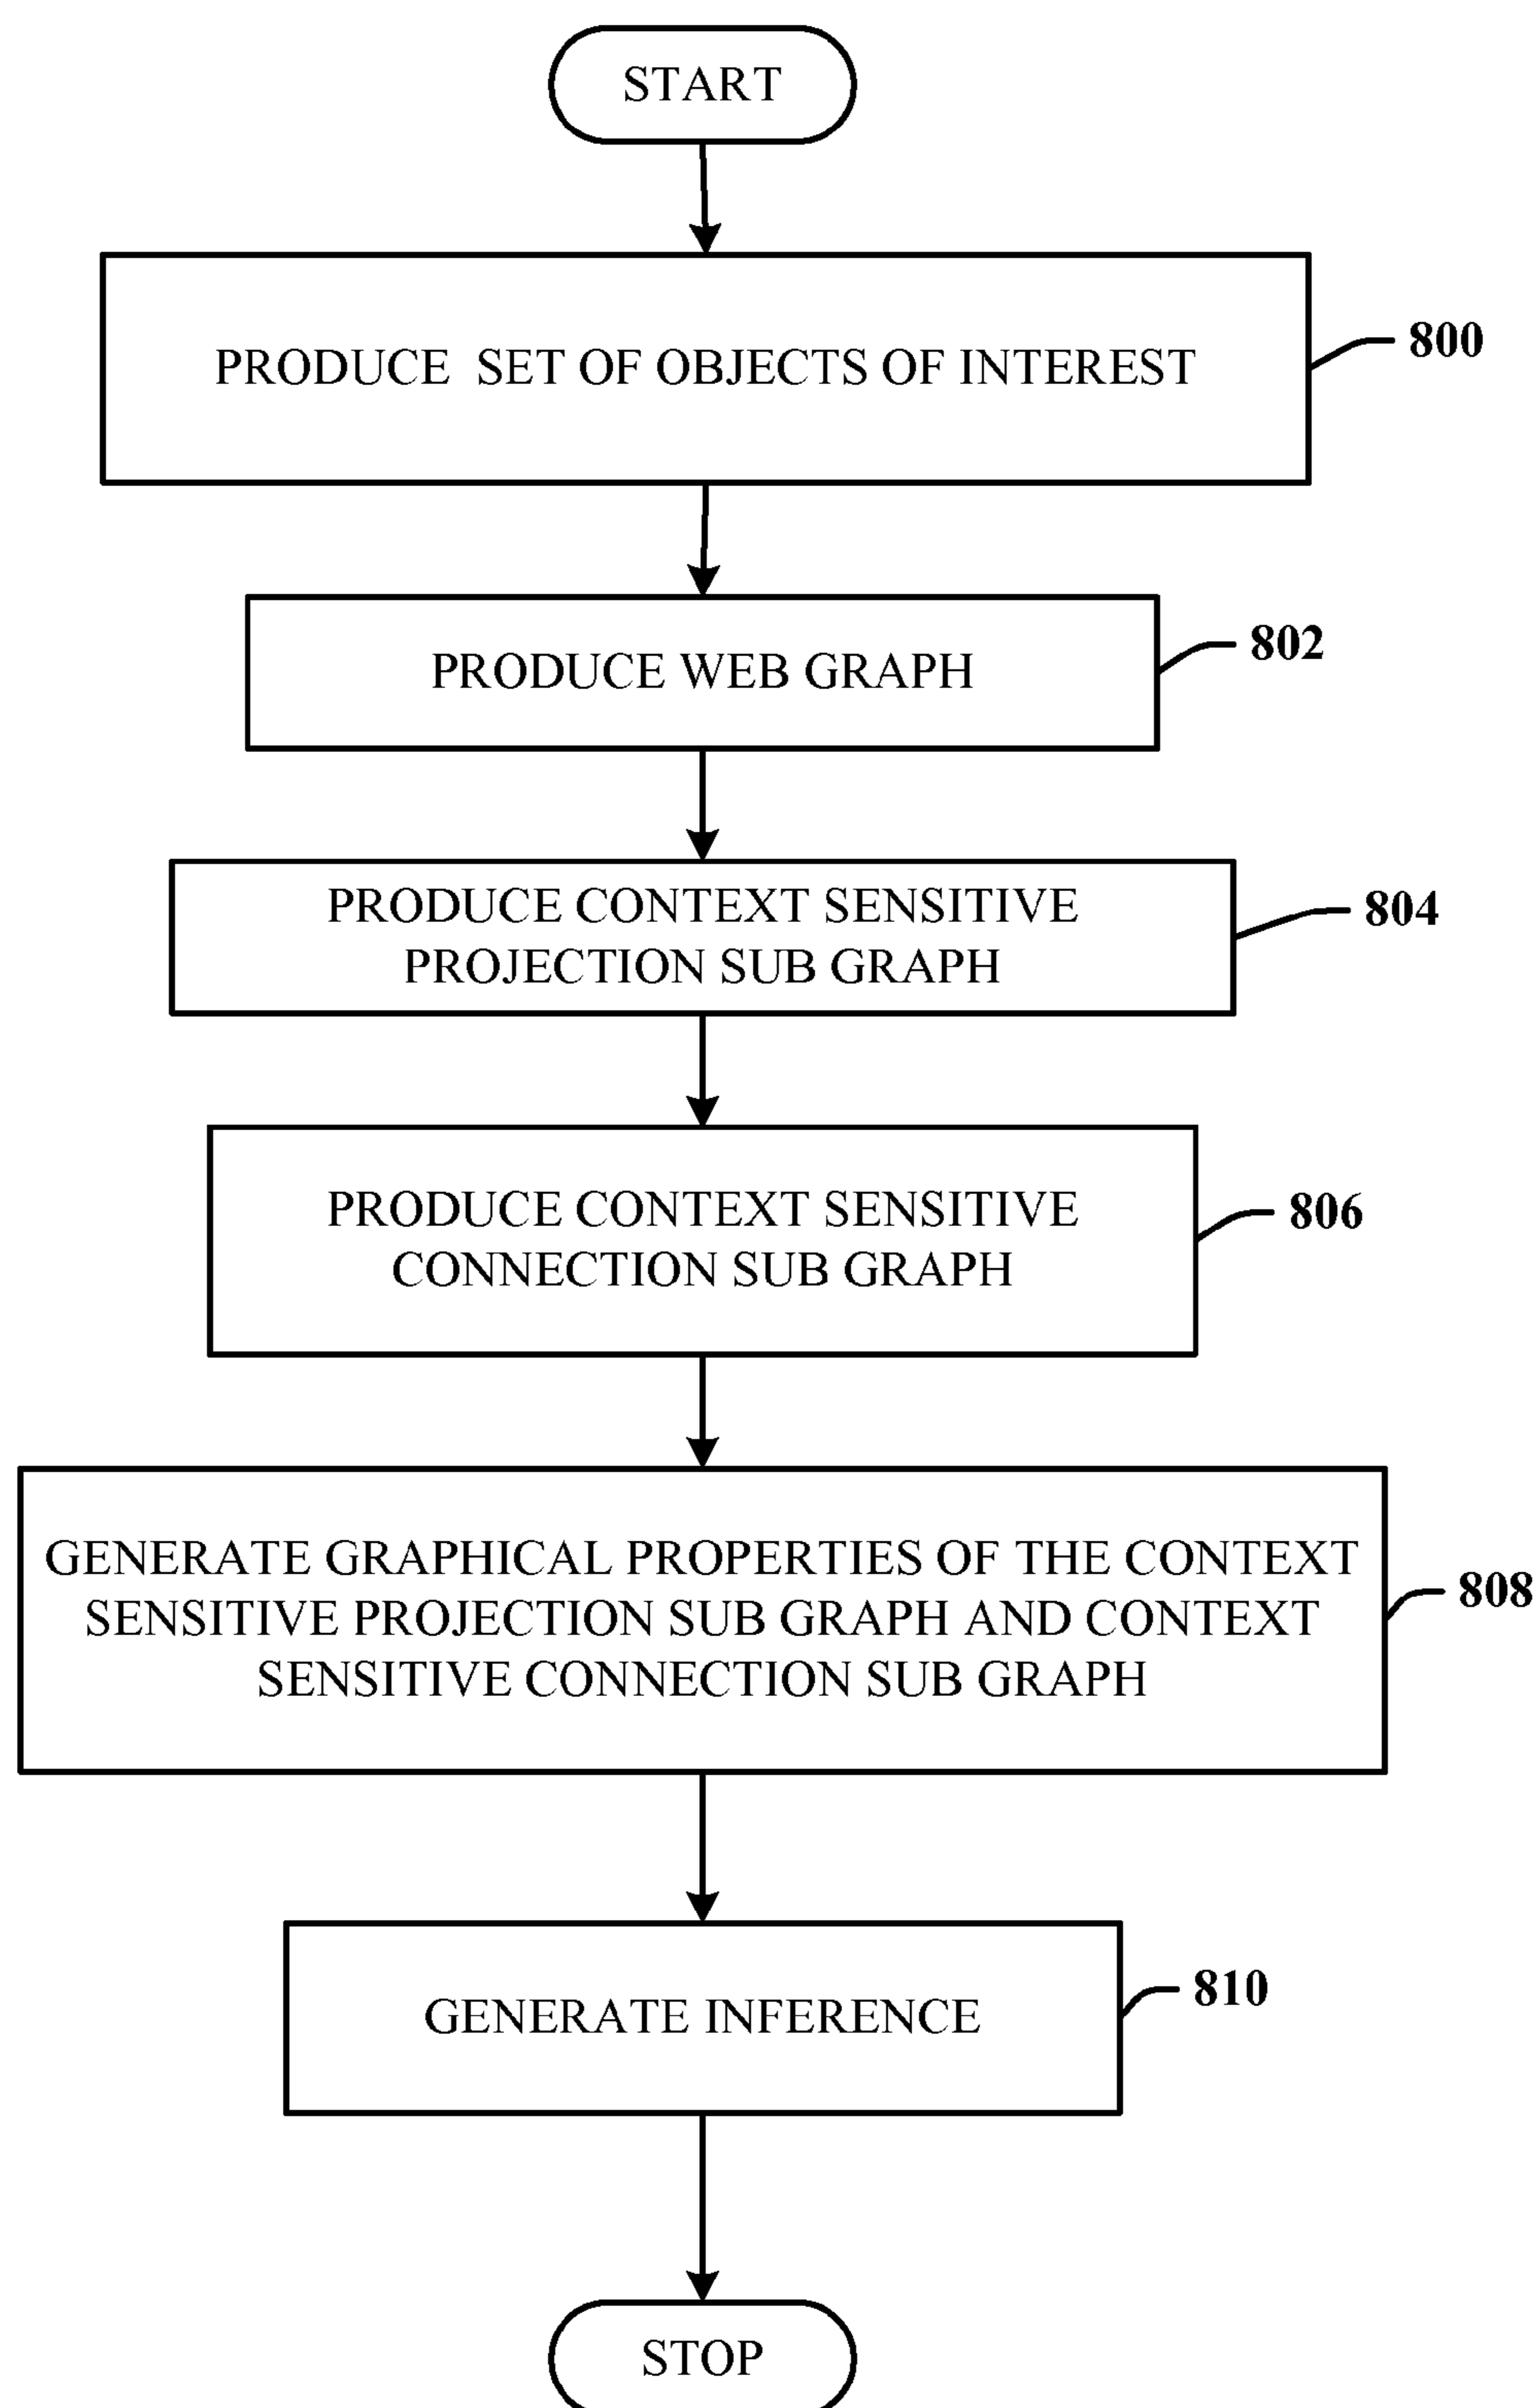 START
PRODUCE SET OF OBJECTS OF INTEREST
800
PRODUCE WEB GRAPH
802
PRODUCE CONTEXT SENSITIVE
PROJECTION SUB GRAPH
804
PRODUCE CONTEXT SENSITIVE
CONNECTION SUB GRAPH
806
GENERATE GRAPHICAL PROPERTIES OF THE CONTEXT
SENSITIVE PROJECTION SUB GRAPH AND CONTEXT
SENSITIVE CONNECTION SUB GRAPH
808
GENERATE INFERENCE
810
STOP